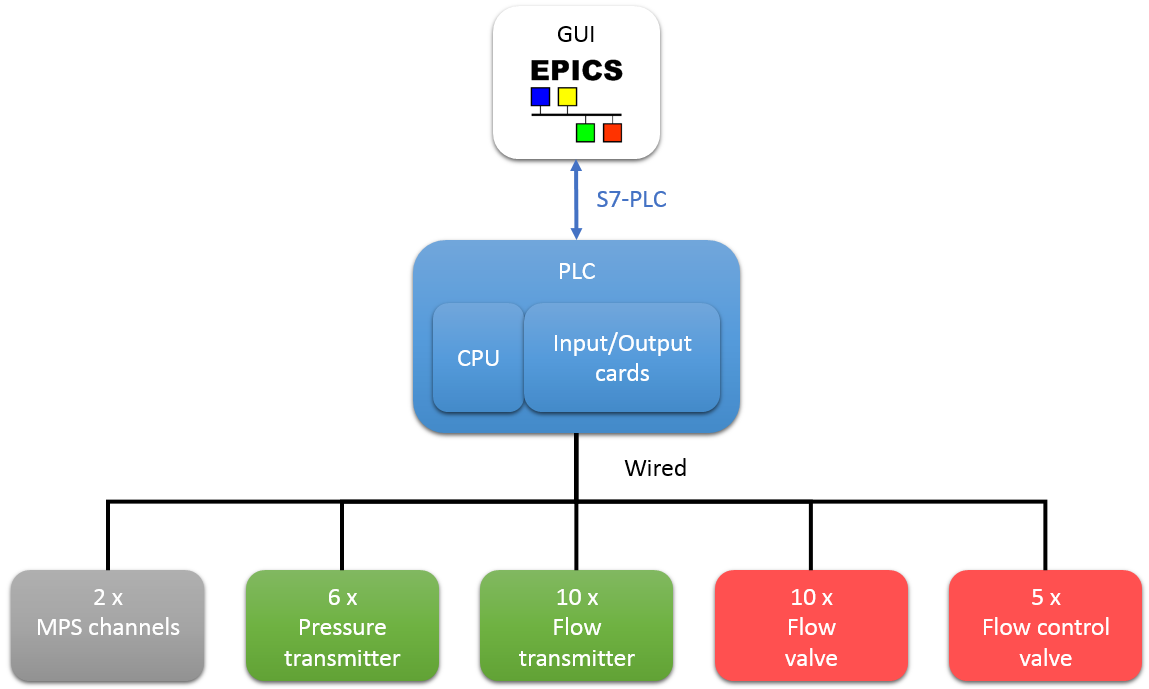 GUI
EPICS
S7-PLC
PLC
CPU
Input/Output
cards
Wired
2 x
MPS channels
6 x
Pressure
transmitter
10 x
Flow
transmitter
10 x
Flow
valve
5 x
Flow control
valve